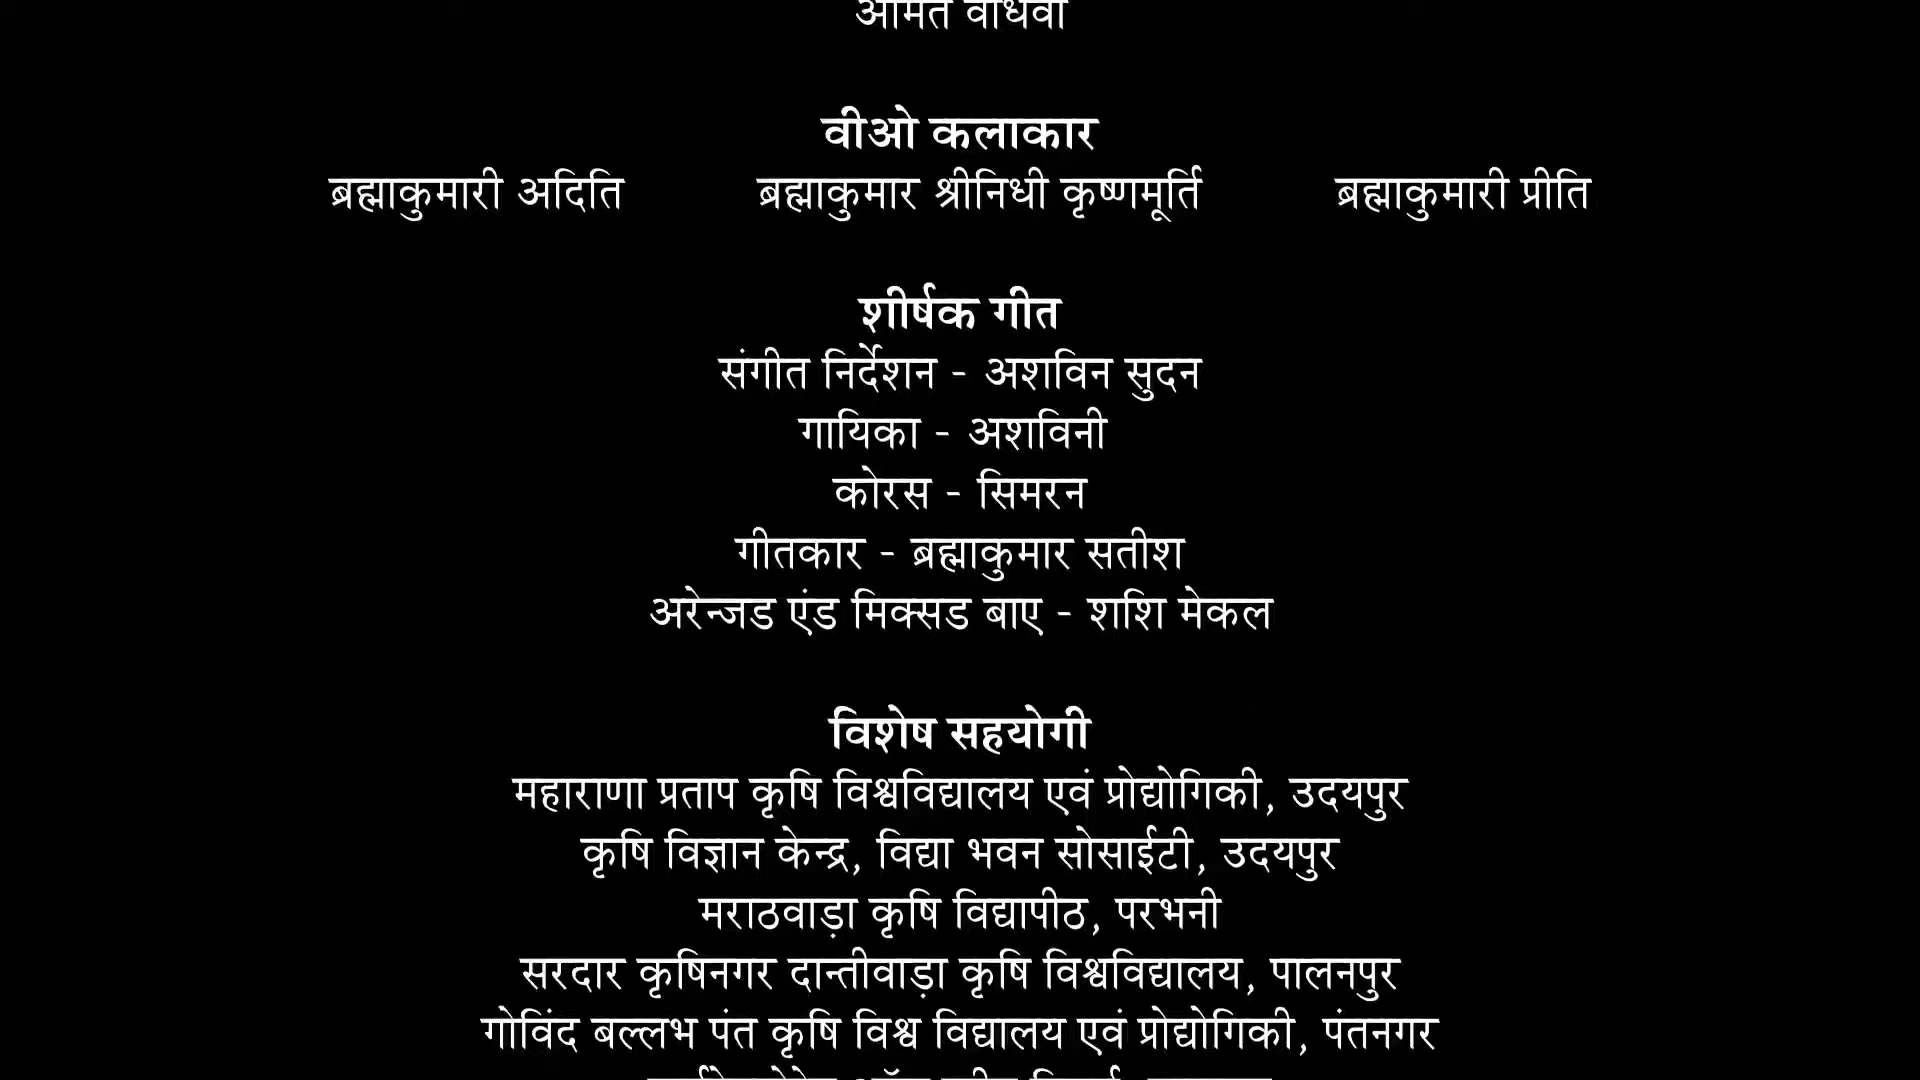 वीओ कलाकार
ब्रह्माकुमारी अदिति ब्रह्माकुमार श्रीनिधी कृष्णमूर्ति ब्रह्माकुमारी प्रीति
शीर्षक गीत
संगीत निर्देशन - अशविन सुदन
गायिका - अशविनी
कोरस - सिमरन
गीतकार - ब्रह्माकुमार सतीश
अरेन्जड एंड मिक्सड बाए - शशि मेकल
विशेष सहयोगी
महाराणा प्रताप कृषि विश्वविद्यालय एवं प्रोद्योगिकी, उदयपुर
कृषि विज्ञान केन्द्र, विद्या भवन सोसाईटी, उदयपुर
मराठवाड़ा कृषि विद्यापीठ, परभनी
सरदार कृषिनगर दान्तीवाड़ा कृषि विश्वविद्यालय, पालनपुर
गोविंद बल्लभ पंत कृषि विश्व विद्यालय एवं प्रोद्योगिकी, पंतनगर